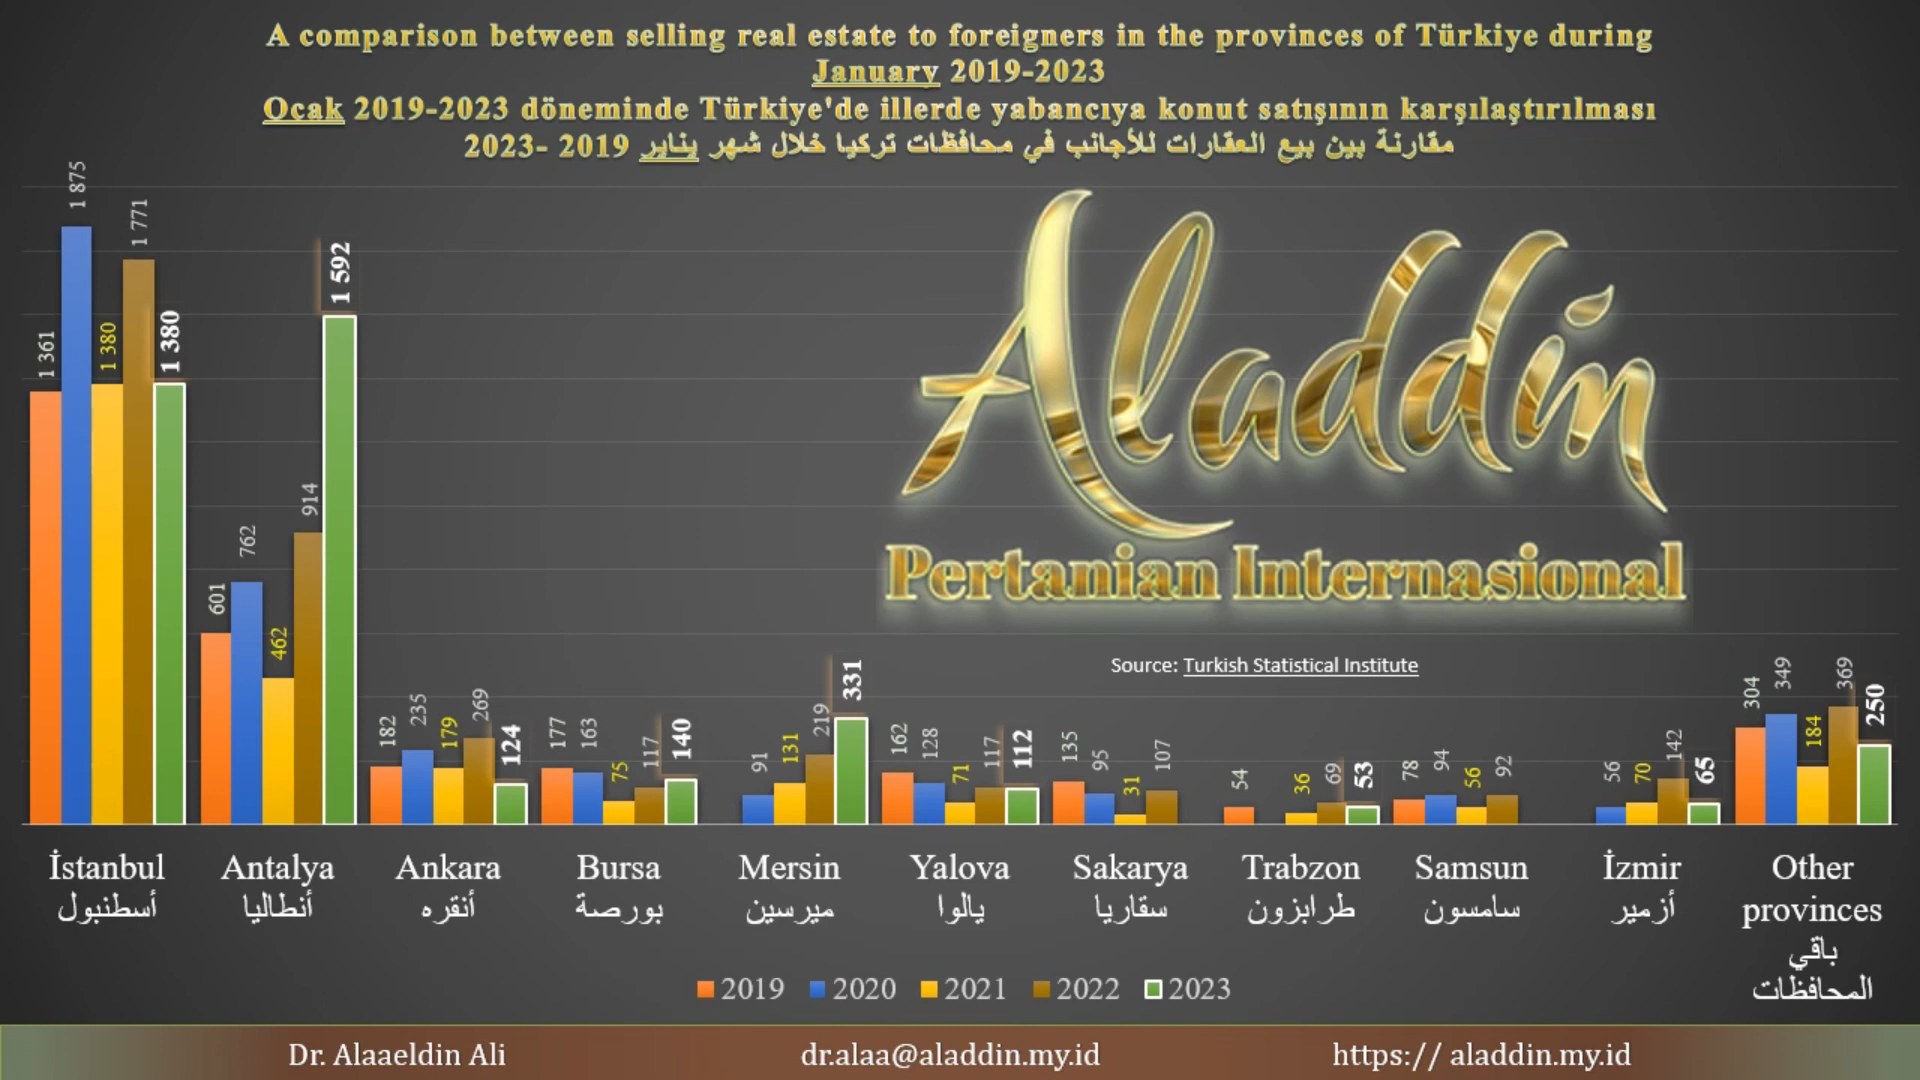 A comparison between selling real estate to foreigners in the provinces of Türkiye during
January 2019-2023
Ocak 2019-2023 döneminde Türkiye'de illerde yabancıya konut satışının karşılaştırılması
مقارنة بين بيع العقارات للأجانب في محافظات تركيا خلال شهر يناير 2019 -2023
Aladdin
Pertanian Internasional
Source: Turkish Statistical Institute
1 361
1 875
1 380
1 771
1 380
601
762
462
914
1 592
182
235
179
269
124
177
163
75
117
140
91
131
219
331
162
128
71
117
112
135
95
31
107
54
36
69
53
78
94
56
92
56
70
142
65
304
349
184
369
250
İstanbul
أسطنبول
Antalya
أنطاليا
Ankara
أنقره
Bursa
بورصة
Mersin
ميرسين
Yalova
يالوا
Sakarya
سقاريا
Trabzon
طرابزون
Samsun
سامسون
İzmir
أزمير
Other
provinces
باقي
المحافظات
2019 2020 2021 2022 2023
Dr. Alaaeldin Ali dr.alaa@aladdin.my.id https:// aladdin.my.id